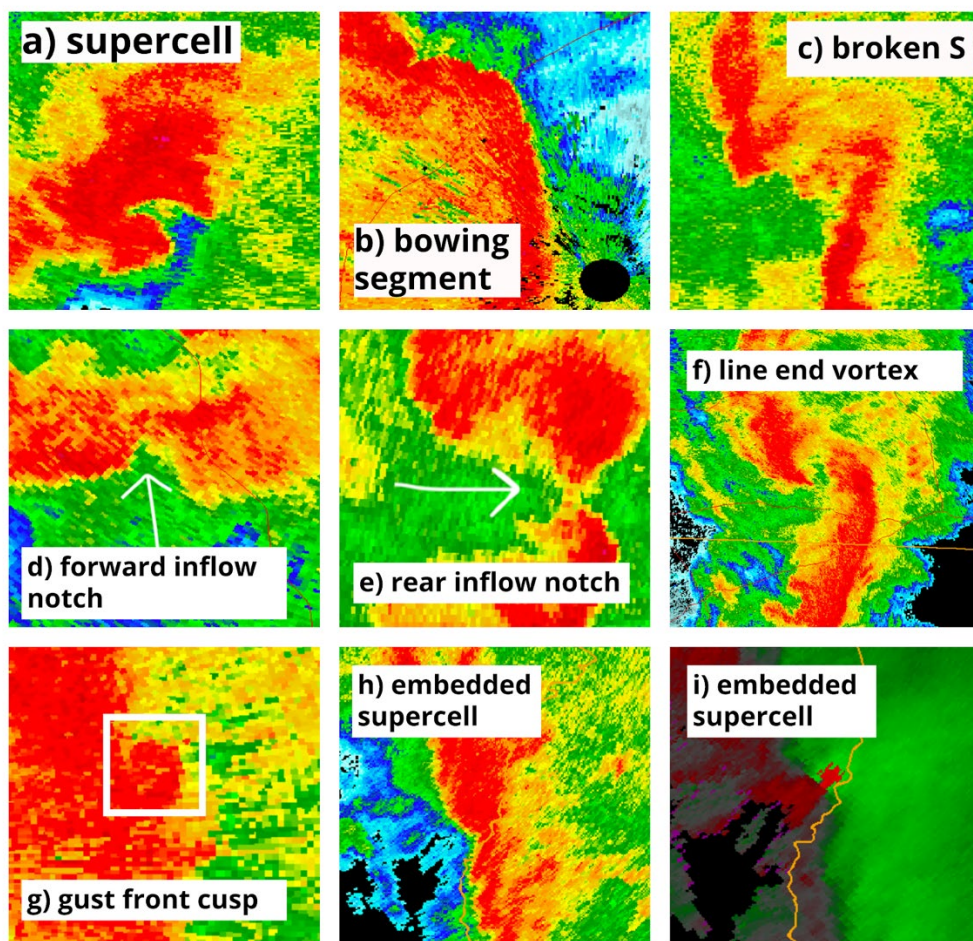 a) supercell
b) bowing
segment
c) broken S
d) forward inflow
notch
e) rear inflow notch
f) line end vortex
g) gust front cusp
h) embedded
supercell
i) embedded
supercell